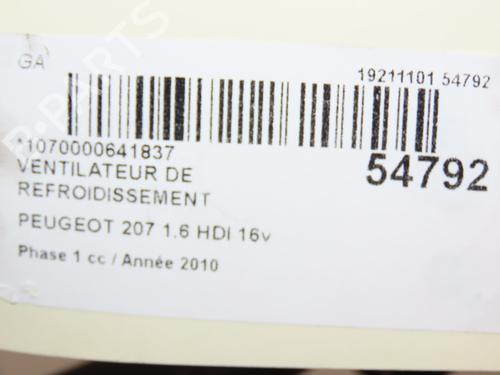 GA
19211101 54792
*1070000641837
54792
VENTILATEUR DE
REFROIDISSEMENT
PEUGEOT 207 1.6 HDI 16v
Phase 1 cc / Année 2010
B-PARTS